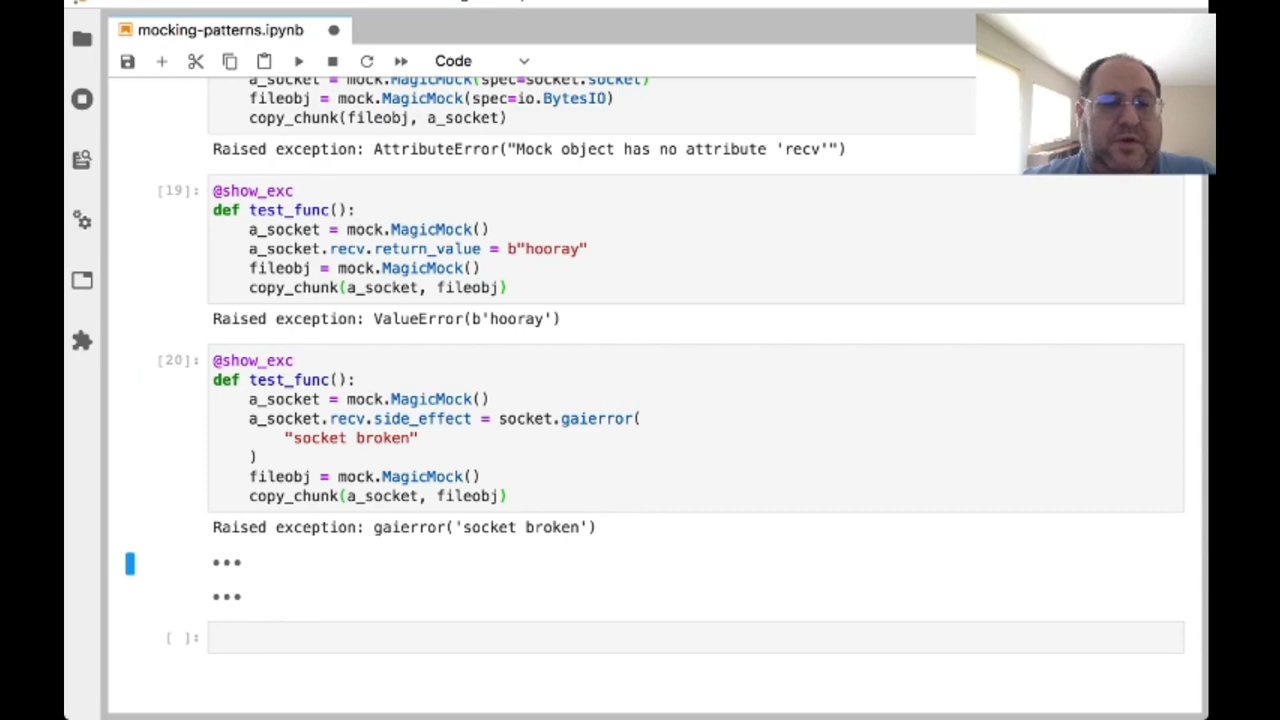 mocking-patterns.ipynb
Code
a_socket = mock.MagicMock(spec=socket.socket)
fileobj = mock.MagicMock(spec=io.BytesIO)
copy_chunk(fileobj, a_socket)
Raised exception: AttributeError("Mock object has no attribute 'recv'")
[19]: @show_exc
def test_func():
a_socket = mock.MagicMock()
a_socket.recv.return_value = b"hooray"
fileobj = mock.MagicMock()
copy_chunk(a_socket, fileobj)
Raised exception: ValueError(b'hooray')
[20]: @show_exc
def test_func():
a_socket = mock.MagicMock()
a_socket.recv.side_effect = socket.gaierror(
"socket broken"
)
fileobj = mock.MagicMock()
copy_chunk(a_socket, fileobj)
Raised exception: gaierror('socket broken')
•••
•••
[ ]: